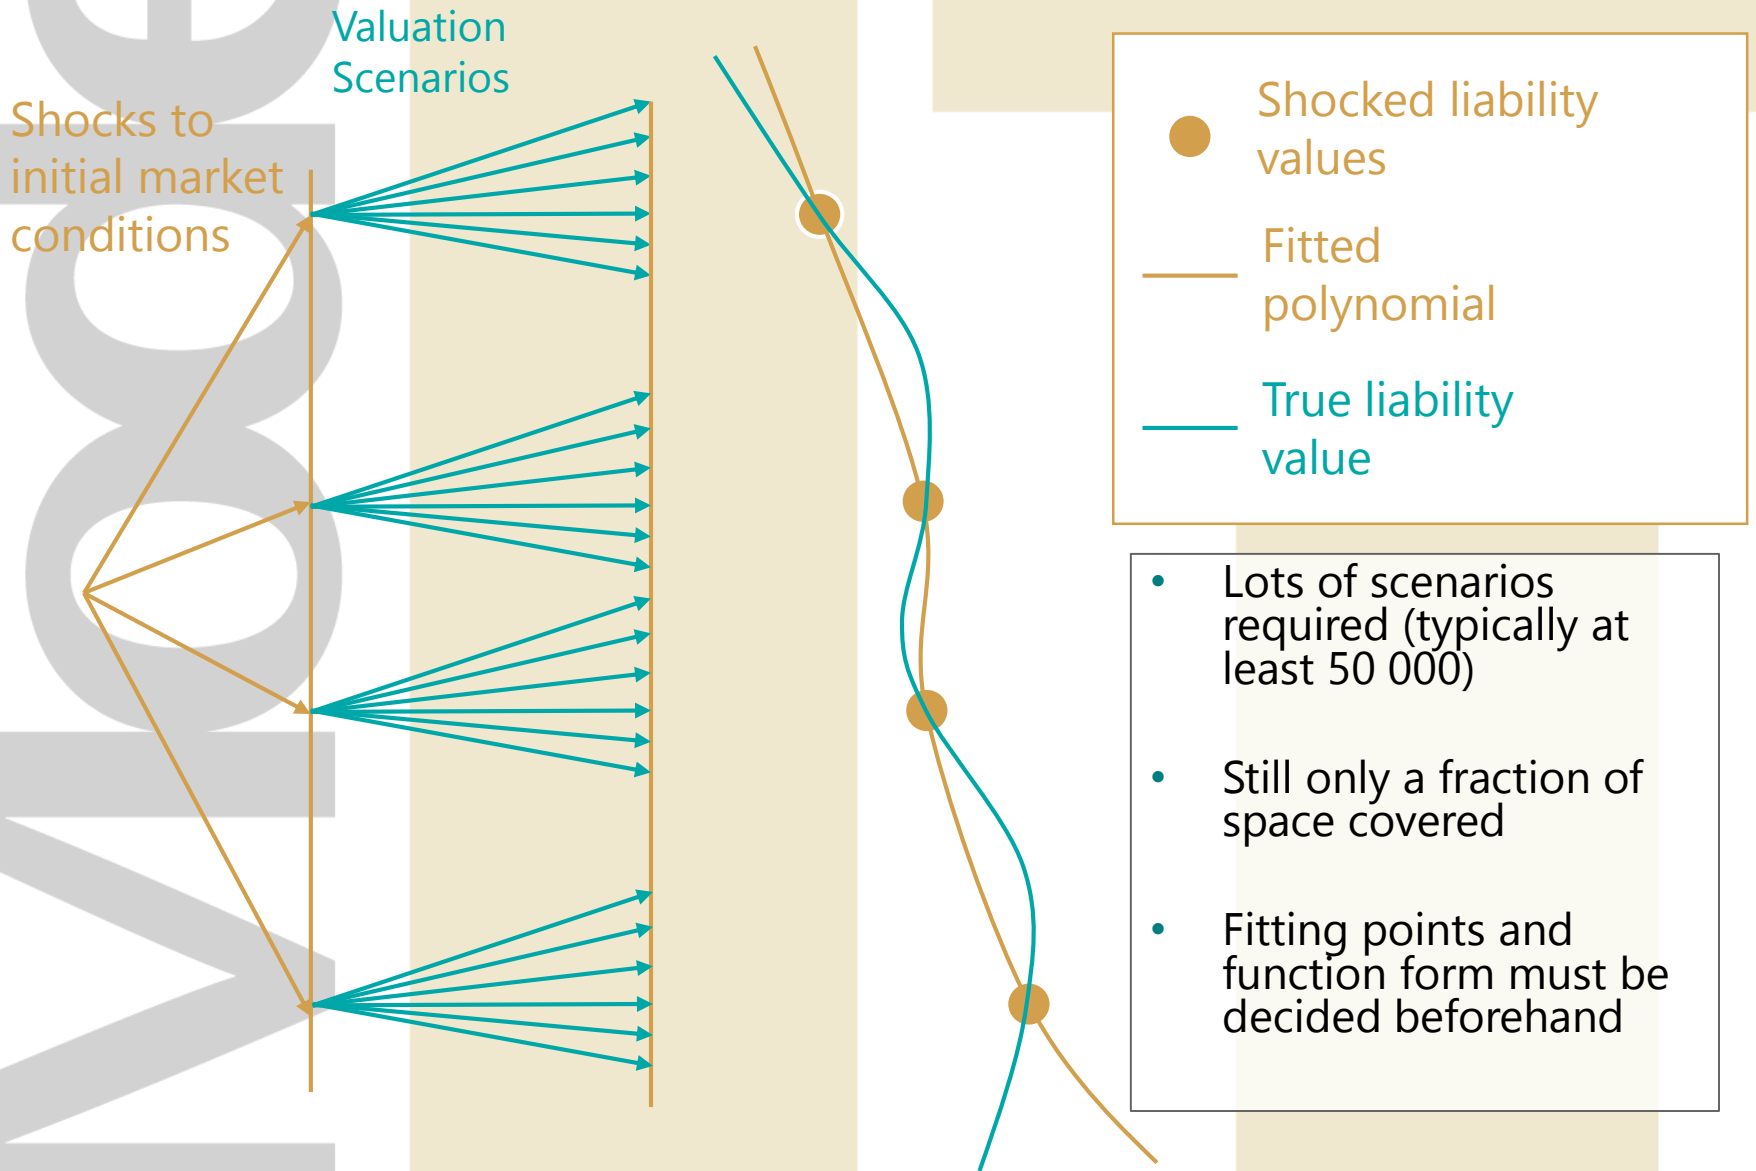 Valuation
Scenarios
Shocks to
initial market
conditions
Shocked liability
values
Fitted
polynomial
True liability
value
• Lots of scenarios
required (typically at
least 50 000)
• Still only a fraction of
space covered
• Fitting points and
function form must be
decided beforehand